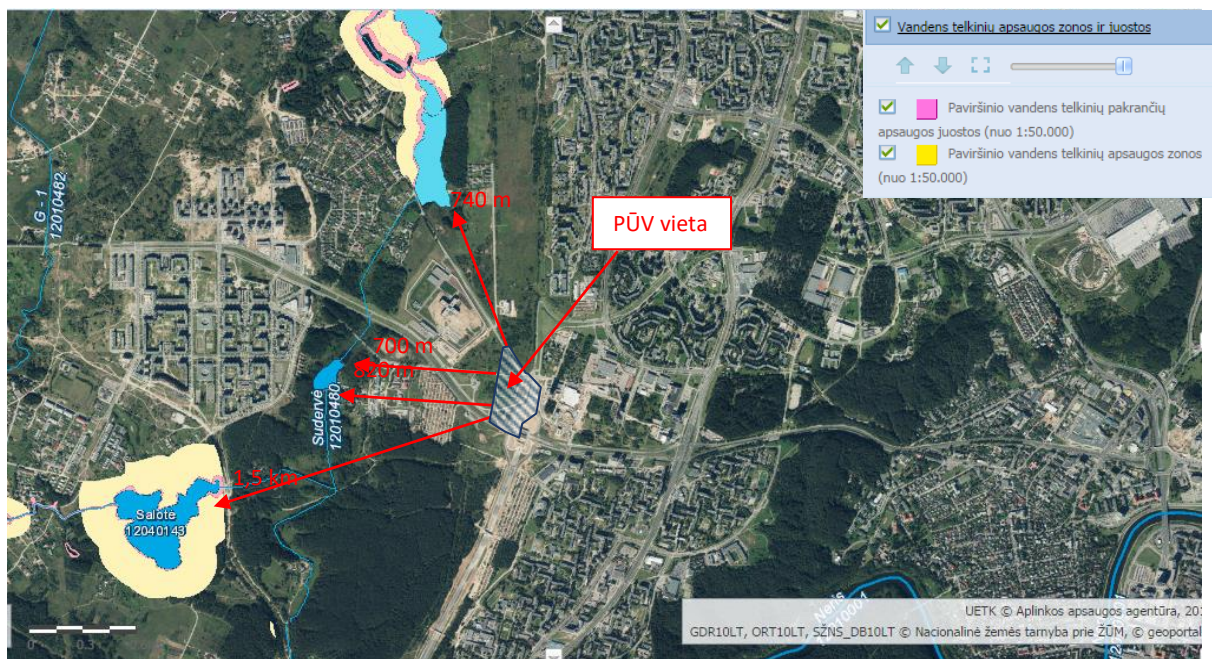 Vandens telkinių apsaugos zonos ir juostos
Paviršinio vandens telkinių pakrančių
apsaugos juostos (nuo 1:50.000)
Paviršinio vandens telkinių apsaugos zonos
(nuo 1:50.000)
G - 1
12010482
740 m
PŪV vieta
700 m
820 m
Sudervė
12010480
1,5 km
Salotė
12040143
Neris
UETK © Aplinkos apsaugos agentūra, 201
GDR10LT, ORT10LT, SŽNS_DB10LT © Nacionalinė žemės tarnyba prie ŽŪM, © geoportal